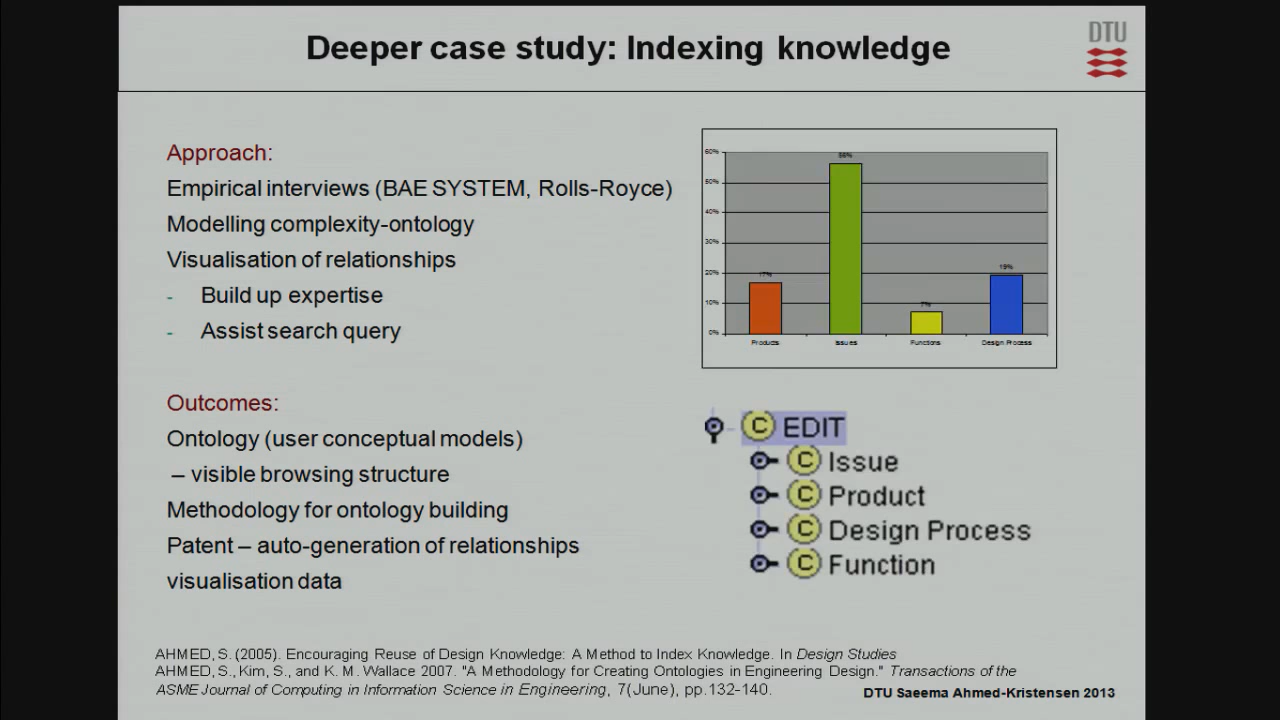 Deeper case study: Indexing knowledge
DTU
Approach:
Empirical interviews (BAE SYSTEM, Rolls-Royce)
Modelling complexity-ontology
Visualisation of relationships
- Build up expertise
- Assist search query
Outcomes:
Ontology (user conceptual models)
– visible browsing structure
Methodology for ontology building
Patent – auto-generation of relationships
visualisation data
60%
50%
40%
30%
20%
10%
0%
17%
7%
19%
Products
Issues
Functions
Design Process
C EDIT
C Issue
C Product
C Design Process
C Function
AHMED, S. (2005). Encouraging Reuse of Design Knowledge: A Method to Index Knowledge. In Design Studies
AHMED, S., Kim, S., and K. M. Wallace 2007. "A Methodology for Creating Ontologies in Engineering Design." Transactions of the
ASME Journal of Computing in Information Science in Engineering, 7(June), pp.132-140.
DTU Saeema Ahmed-Kristensen 2013